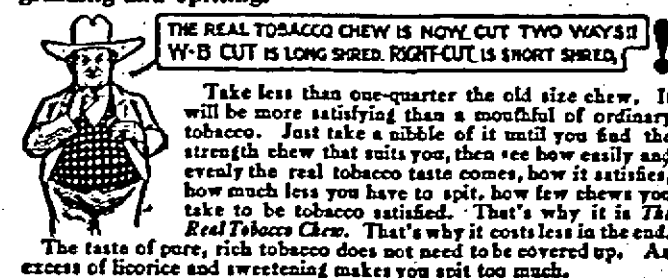 grinding and spitting.
THE REAL TOBACCO CHEW IS NOW CUT TWO WAYS!!
W-B CUT IS LONG SHRED. RIGHT-CUT IS SHORT SHRED.
Take less than one-quarter the old size chew. It
will be more satisfying than a mouthful of ordinary
tobacco. Just take a nibble of it until you find the
strength chew that suits you, then see how easily and
evenly the real tobacco taste comes, how it satisfies,
how much less you have to spit, how few chews you
take to be tobacco satisfied. That's why it is The
Real Tobacco Chew. That's why it costs less in the end.
The taste of pure, rich tobacco does not need to be covered up. An
excess of licorice and sweetening makes you spit too much.